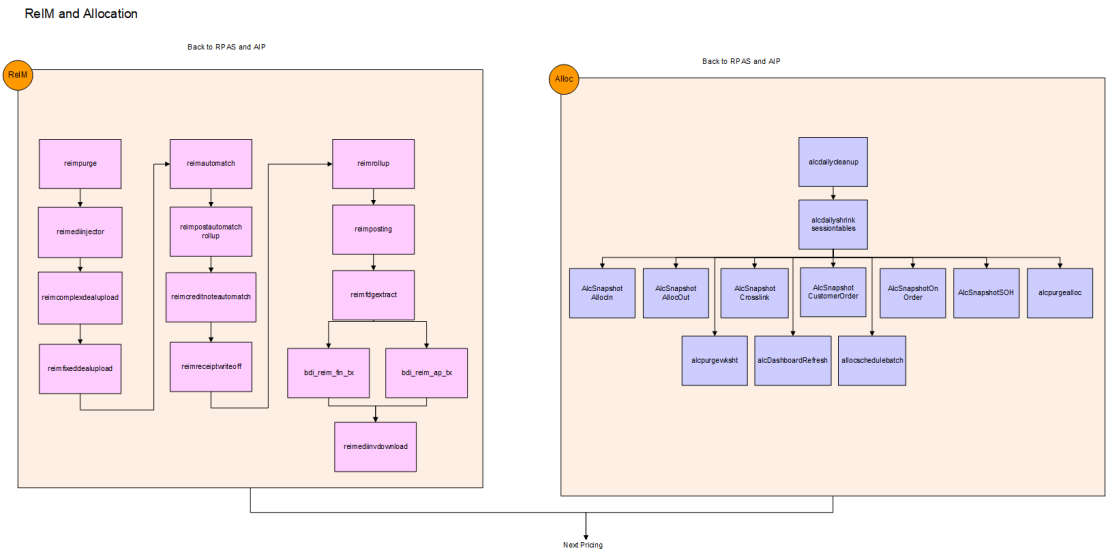 ReIM and Allocation
Back to RPAS and AIP
ReIM
reimpurge
reimediinjector
reimcomplexdealupload
reimfixeddealupload
reimautomatch
reimpostautomatch
rollup
reimcreditnoteautomatch
reimreceiptwriteoff
reimrollup
reimposting
reimfdgextract
bdi_reim_fin_tx
bdi_reim_ap_tx
reimediinvdownload
Back to RPAS and AIP
Alloc
alcdailycleanup
alcdailyshrink
sessiontables
AlcSnapshot
AllocIn
AlcSnapshot
AllocOut
AlcSnapshot
Crosslink
AlcSnapshot
CustomerOrder
AlcSnapshotOn
Order
AlcSnapshotSOH
alcpurgealloc
alcpurgewksht
alcDashboardRefresh
allocschedulebatch
Next Pricing